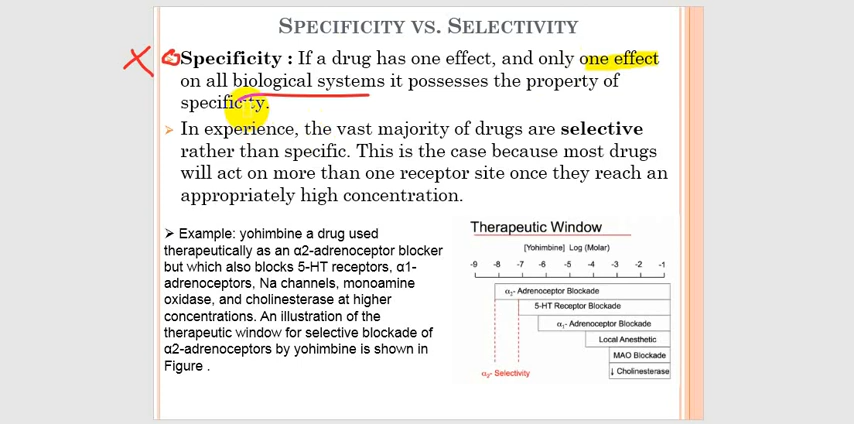 SPECIFICITY VS. SELECTIVITY
Specificity : If a drug has one effect, and only one effect
on all biological systems it possesses the property of
specificity.
In experience, the vast majority of drugs are selective
rather than specific. This is the case because most drugs
will act on more than one receptor site once they reach an
appropriately high concentration.
➤ Example: yohimbine a drug used
therapeutically as an α2-adrenoceptor blocker
but which also blocks 5-HT receptors, α1-
adrenoceptors, Na channels, monoamine
oxidase, and cholinesterase at higher
concentrations. An illustration of the
therapeutic window for selective blockade of
α2-adrenoceptors by yohimbine is shown in
Figure .
Therapeutic Window
[Yohimbine] Log (Molar)
-9 -8 -7 -6 -5 -4 -3 -2 -1
α₂- Adrenoceptor Blockade
5-HT Receptor Blockade
α₁- Adrenoceptor Blockade
Local Anesthetic
MAO Blockade
↓ Cholinesterase
α₂- Selectivity